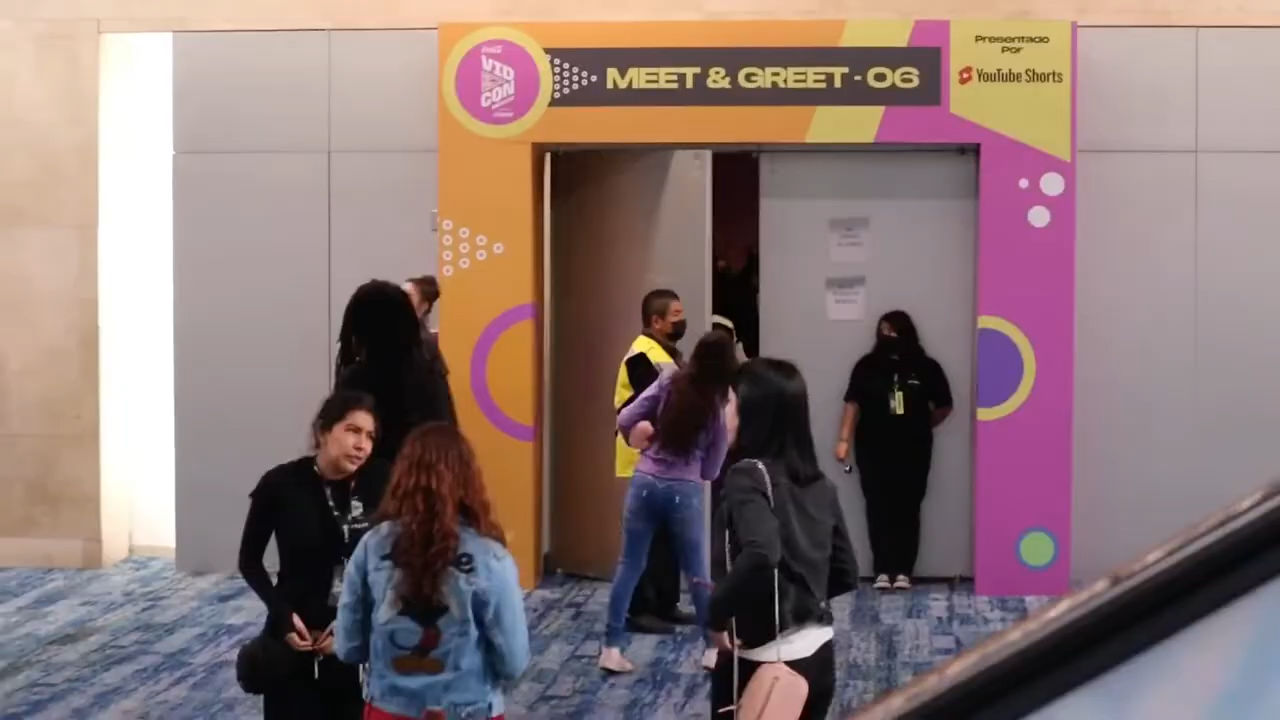 VID
CON
MEET & GREET - 06
Presentado
Por
YouTube Shorts